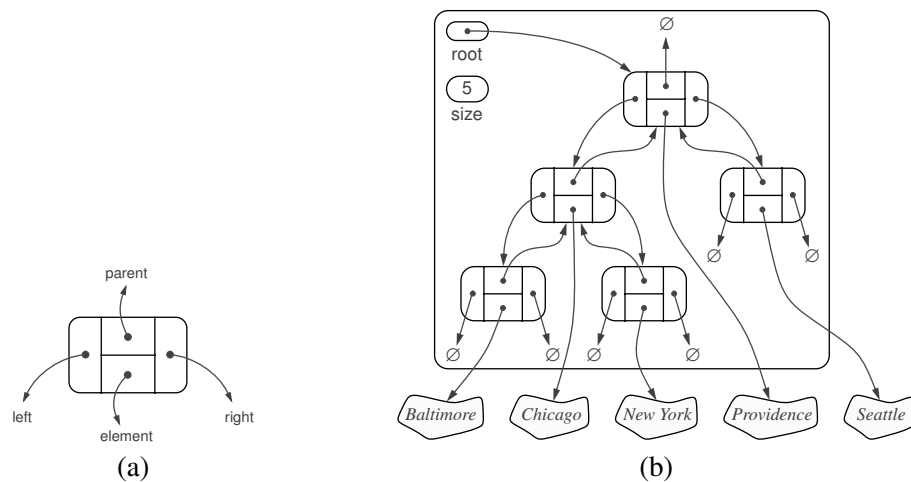 parent
left
right
element
(a)
∅
root
5
size
∅
∅
∅
∅
∅
∅
Baltimore
Chicago
New York
Providence
Seattle
(b)